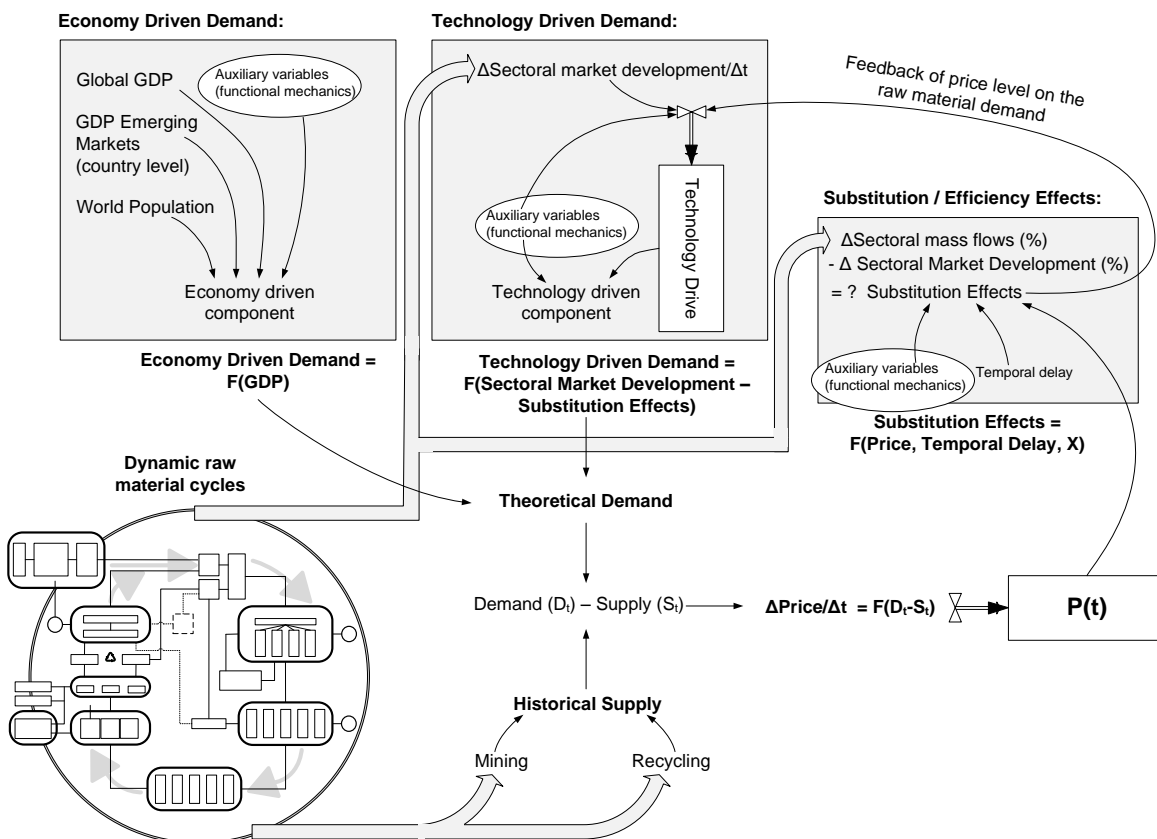 Economy Driven Demand:
Global GDP
Auxiliary variables
(functional mechanics)
GDP Emerging
Markets
(country level)
World Population
Economy driven
component
Economy Driven Demand =
F(GDP)
Technology Driven Demand:
ΔSectoral market development/Δt
Auxiliary variables
(functional mechanics)
Technology Drive
Technology driven
component
Technology Driven Demand =
F(Sectoral Market Development –
Substitution Effects)
Feedback of price level on the
raw material demand
Substitution / Efficiency Effects:
ΔSectoral mass flows (%)
- Δ Sectoral Market Development (%)
= ? Substitution Effects
Auxiliary variables
(functional mechanics)
Temporal delay
Substitution Effects =
F(Price, Temporal Delay, X)
Dynamic raw
material cycles
Theoretical Demand
Demand (Dₜ) – Supply (Sₜ)
ΔPrice/Δt = F(Dₜ-Sₜ)
P(t)
Historical Supply
Mining
Recycling